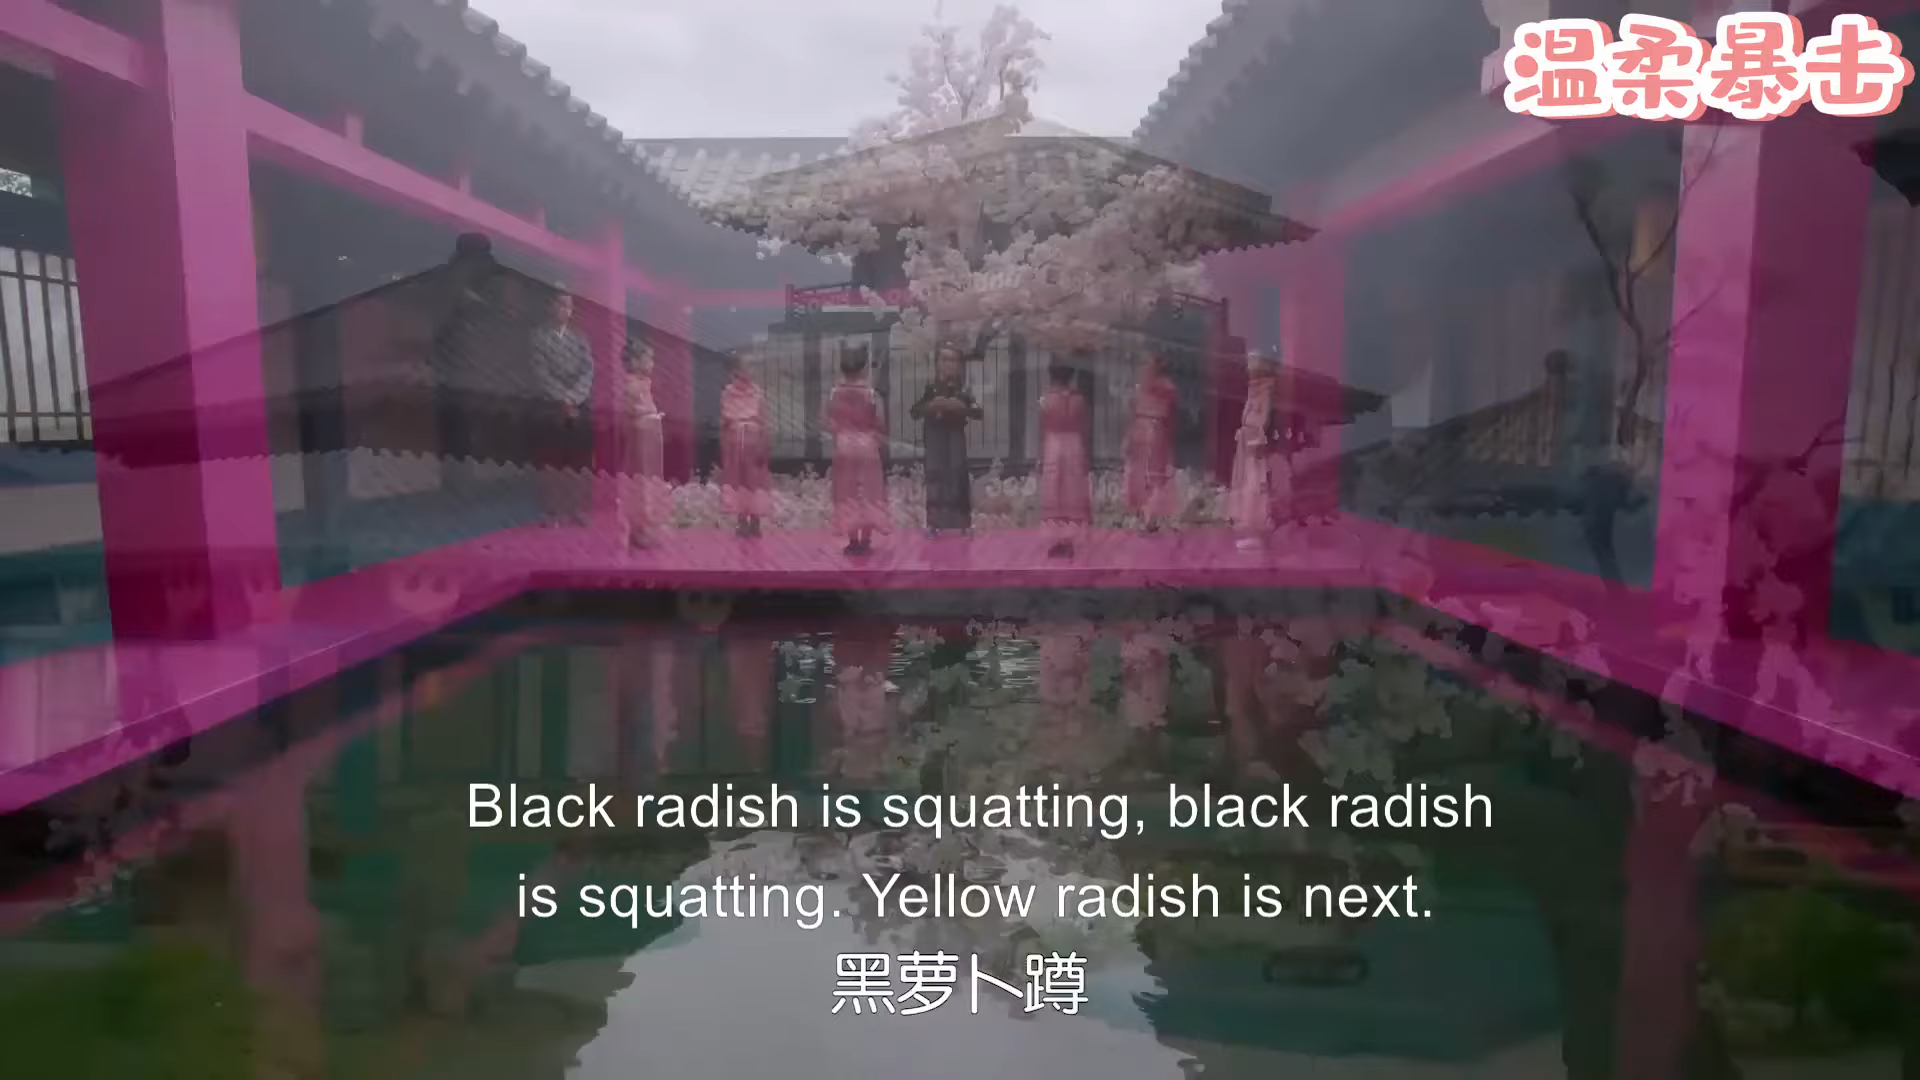 温柔暴击
Black radish is squatting, black radish
is squatting. Yellow radish is next.
黑萝卜蹲